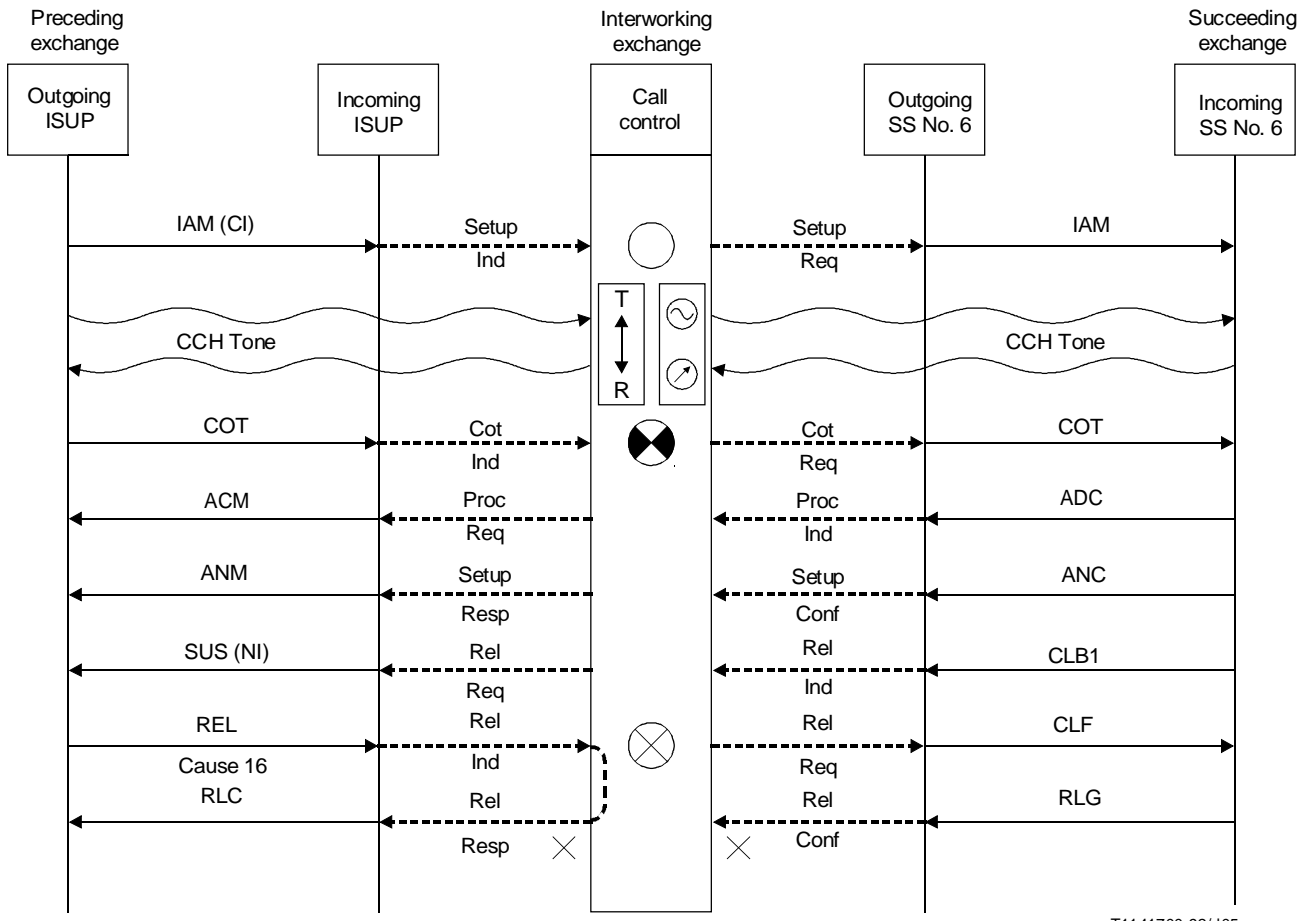 Preceding
exchange
Interworking
exchange
Succeeding
exchange
Outgoing
ISUP
Incoming
ISUP
Call
control
Outgoing
SS No. 6
Incoming
SS No. 6
IAM (CI)
Setup
Ind
Setup
Req
IAM
T
R
CCH Tone
CCH Tone
COT
Cot
Ind
Cot
Req
COT
ACM
Proc
Req
Proc
Ind
ADC
ANM
Setup
Resp
Setup
Conf
ANC
SUS (NI)
Rel
Req
Rel
Ind
CLB1
REL
Cause 16
Rel
Ind
Rel
Req
CLF
RLC
Rel
Resp
Rel
Conf
RLG